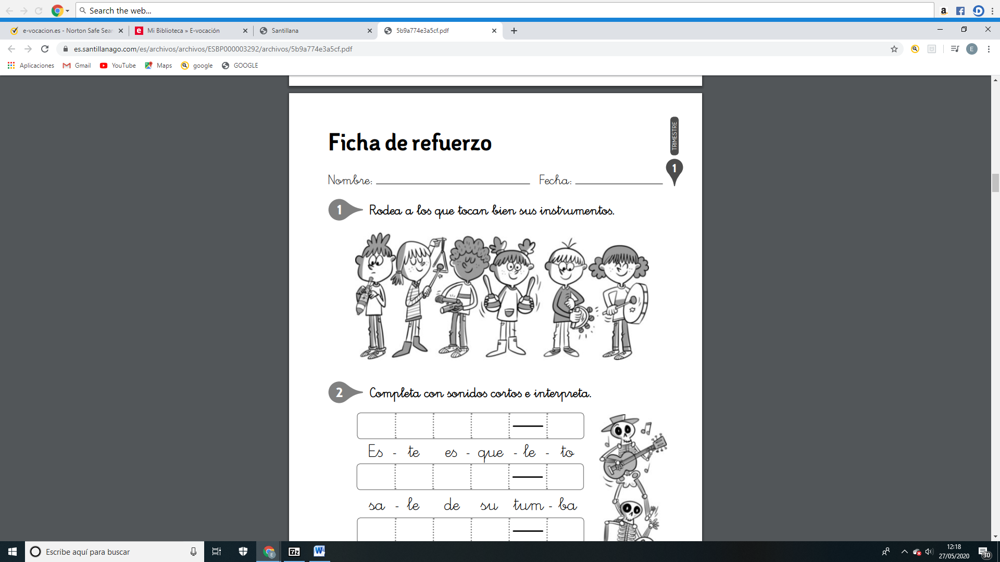 Search the web...
e-vocacion.es - Norton Safe Sear
Mi Biblioteca » E-vocación
Santillana
5b9a774e3a5cf.pdf
es.santillanago.com/es/archivos/archivos/ESBP000003292/archivos/5b9a774e3a5cf.pdf
E
Aplicaciones
Gmail
YouTube
Maps
google
GOOGLE
TRIMESTRE
1
Ficha de refuerzo
Nombre: Fecha:
1 Rodea a los que tocan bien sus instrumentos.
2 Completa con sonidos cortos e interpreta.
Es - te es - que - le - to
sa - le de su tum - ba
Escribe aquí para buscar
12:18
27/05/2020
30